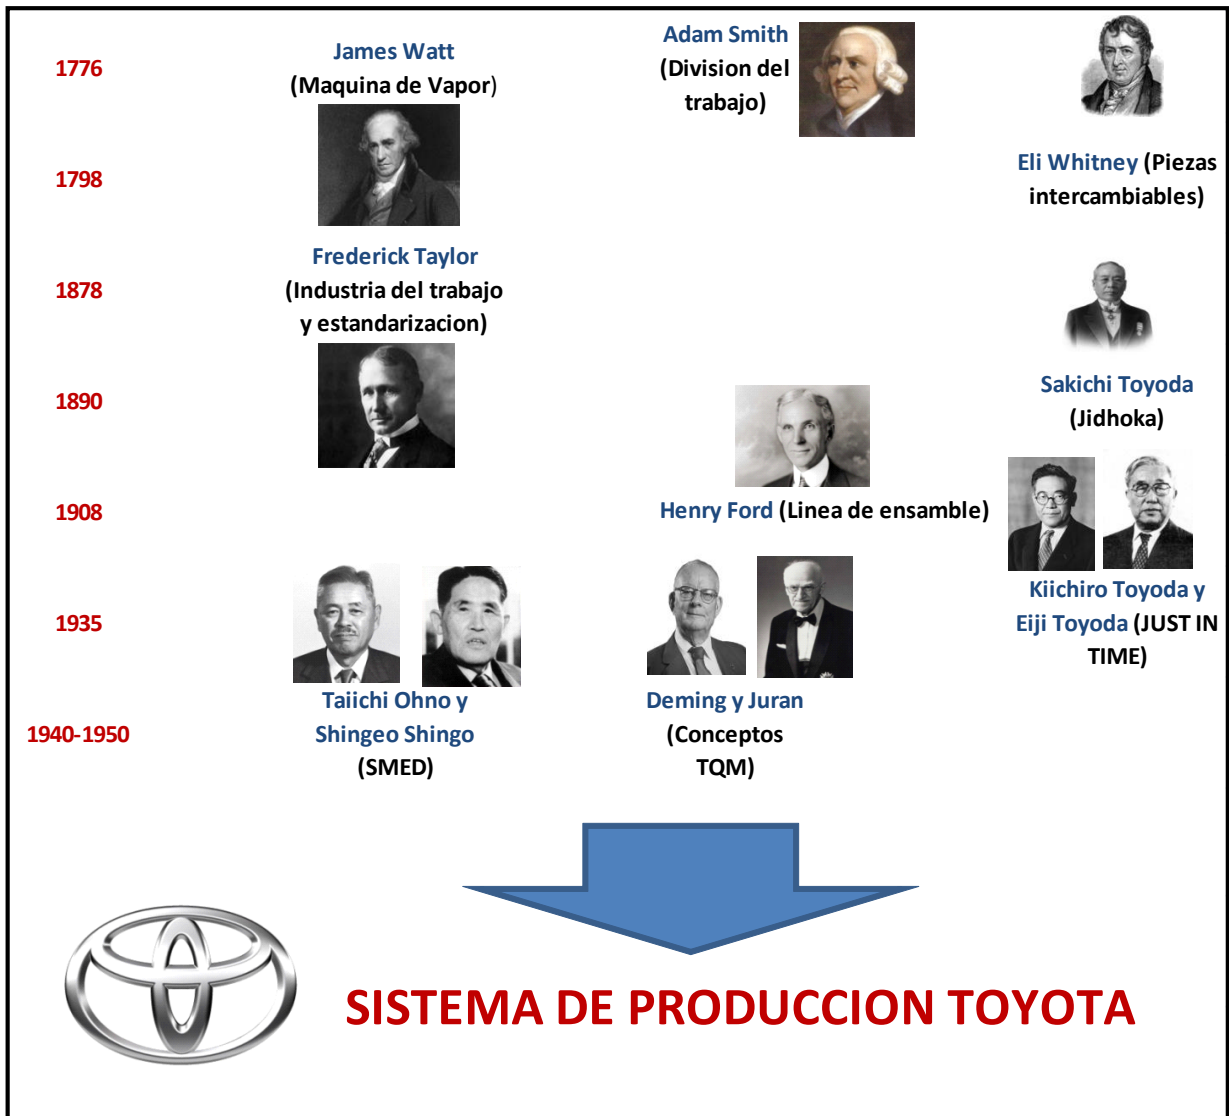 1776
James Watt
(Maquina de Vapor)
Adam Smith
(Division del
trabajo)
1798
Eli Whitney (Piezas
intercambiables)
Frederick Taylor
(Industria del trabajo
y estandarizacion)
1878
1890
Sakichi Toyoda
(Jidhoka)
1908
Henry Ford (Linea de ensamble)
1935
Kiichiro Toyoda y
Eiji Toyoda (JUST IN
TIME)
1940-1950
Taiichi Ohno y
Shingeo Shingo
(SMED)
Deming y Juran
(Conceptos
TQM)
SISTEMA DE PRODUCCION TOYOTA